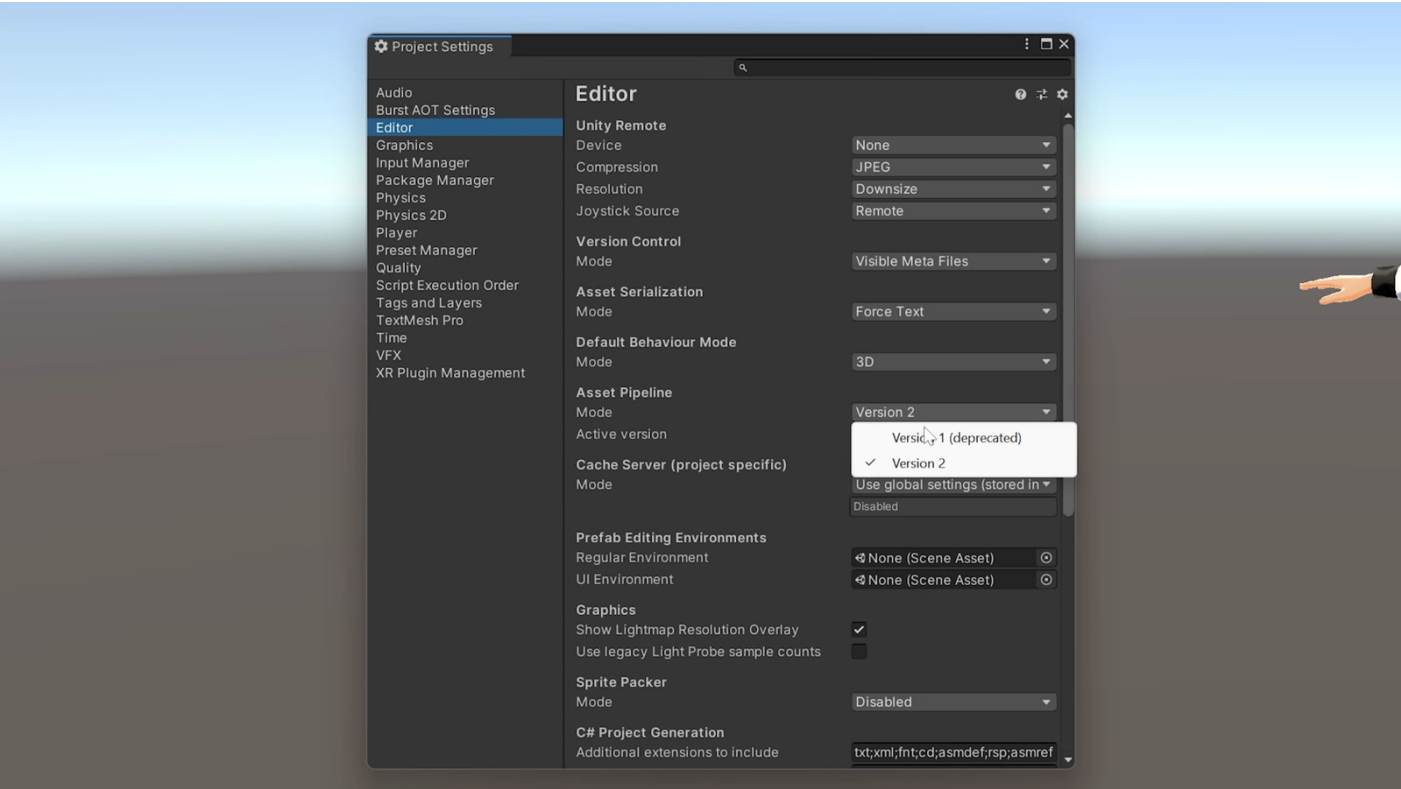 Project Settings
Audio
Burst AOT Settings
Editor
Graphics
Input Manager
Package Manager
Physics
Physics 2D
Player
Preset Manager
Quality
Script Execution Order
Tags and Layers
TextMesh Pro
Time
VFX
XR Plugin Management
Editor
Unity Remote
Device None
Compression JPEG
Resolution Downsize
Joystick Source Remote
Version Control
Mode Visible Meta Files
Asset Serialization
Mode Force Text
Default Behaviour Mode
Mode 3D
Asset Pipeline
Mode Version 2
Active version
Version 1 (deprecated)
Version 2
Cache Server (project specific)
Mode Use global settings (stored in
Disabled
Prefab Editing Environments
Regular Environment None (Scene Asset)
UI Environment None (Scene Asset)
Graphics
Show Lightmap Resolution Overlay
Use legacy Light Probe sample counts
Sprite Packer
Mode Disabled
C# Project Generation
Additional extensions to include txt;xml;fnt;cd;asmdef;rsp;asmref